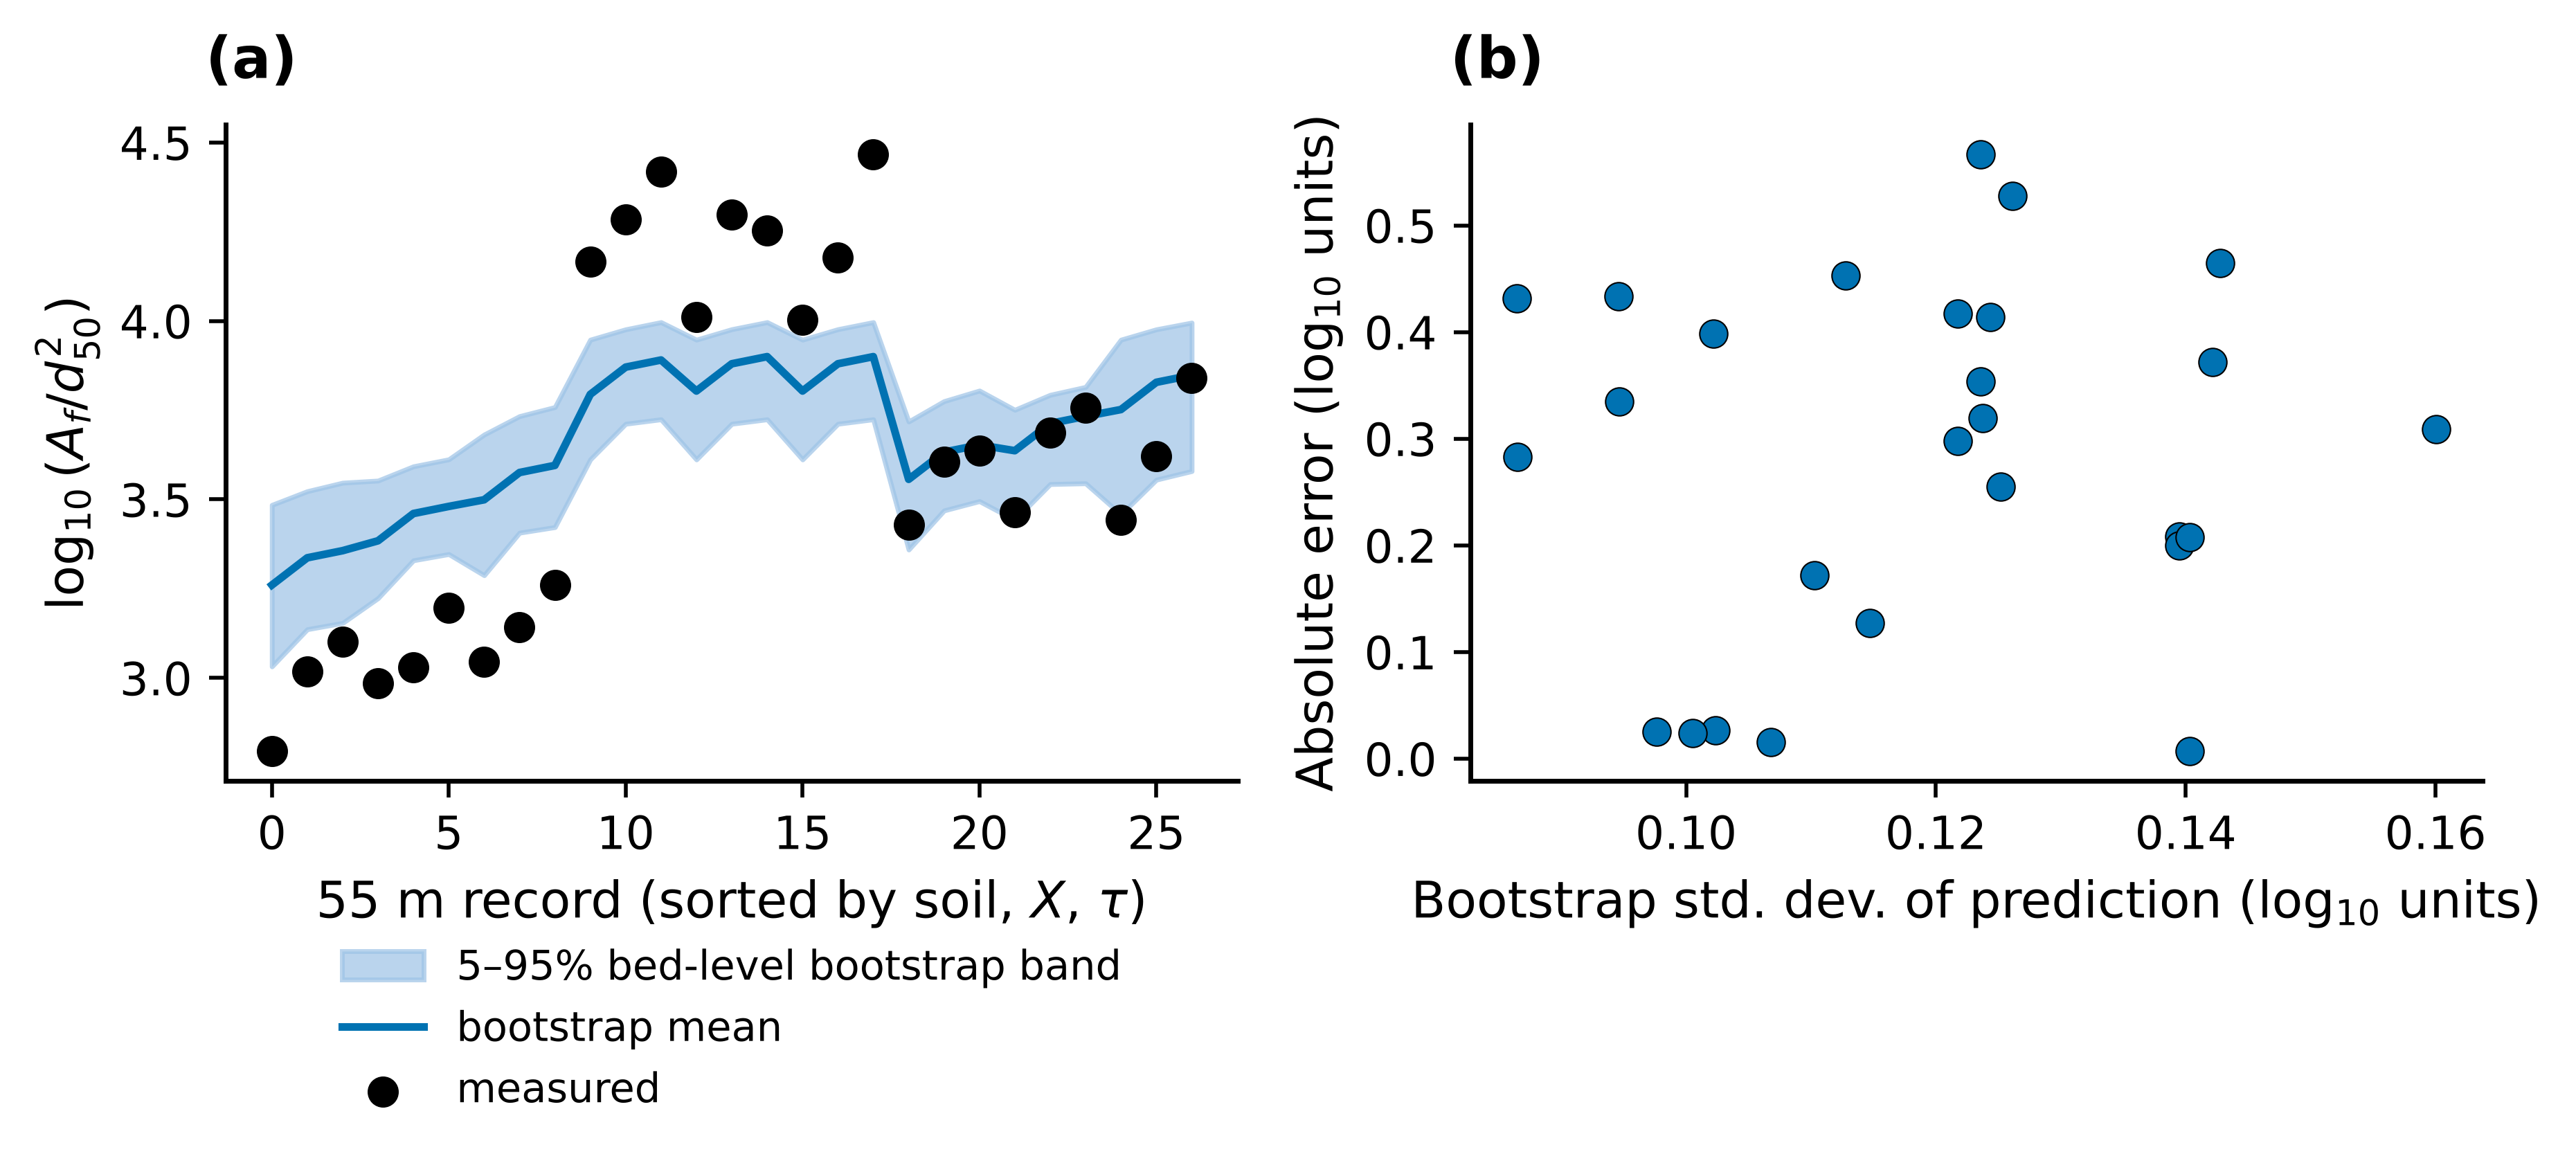 (a)
log10 (Af/d²50)
4.5
4.0
3.5
3.0
0 5 10 15 20 25
55 m record (sorted by soil, X, τ)
5–95% bed-level bootstrap band
bootstrap mean
measured
(b)
Absolute error (log10 units)
0.5
0.4
0.3
0.2
0.1
0.0
0.10 0.12 0.14 0.16
Bootstrap std. dev. of prediction (log10 units)